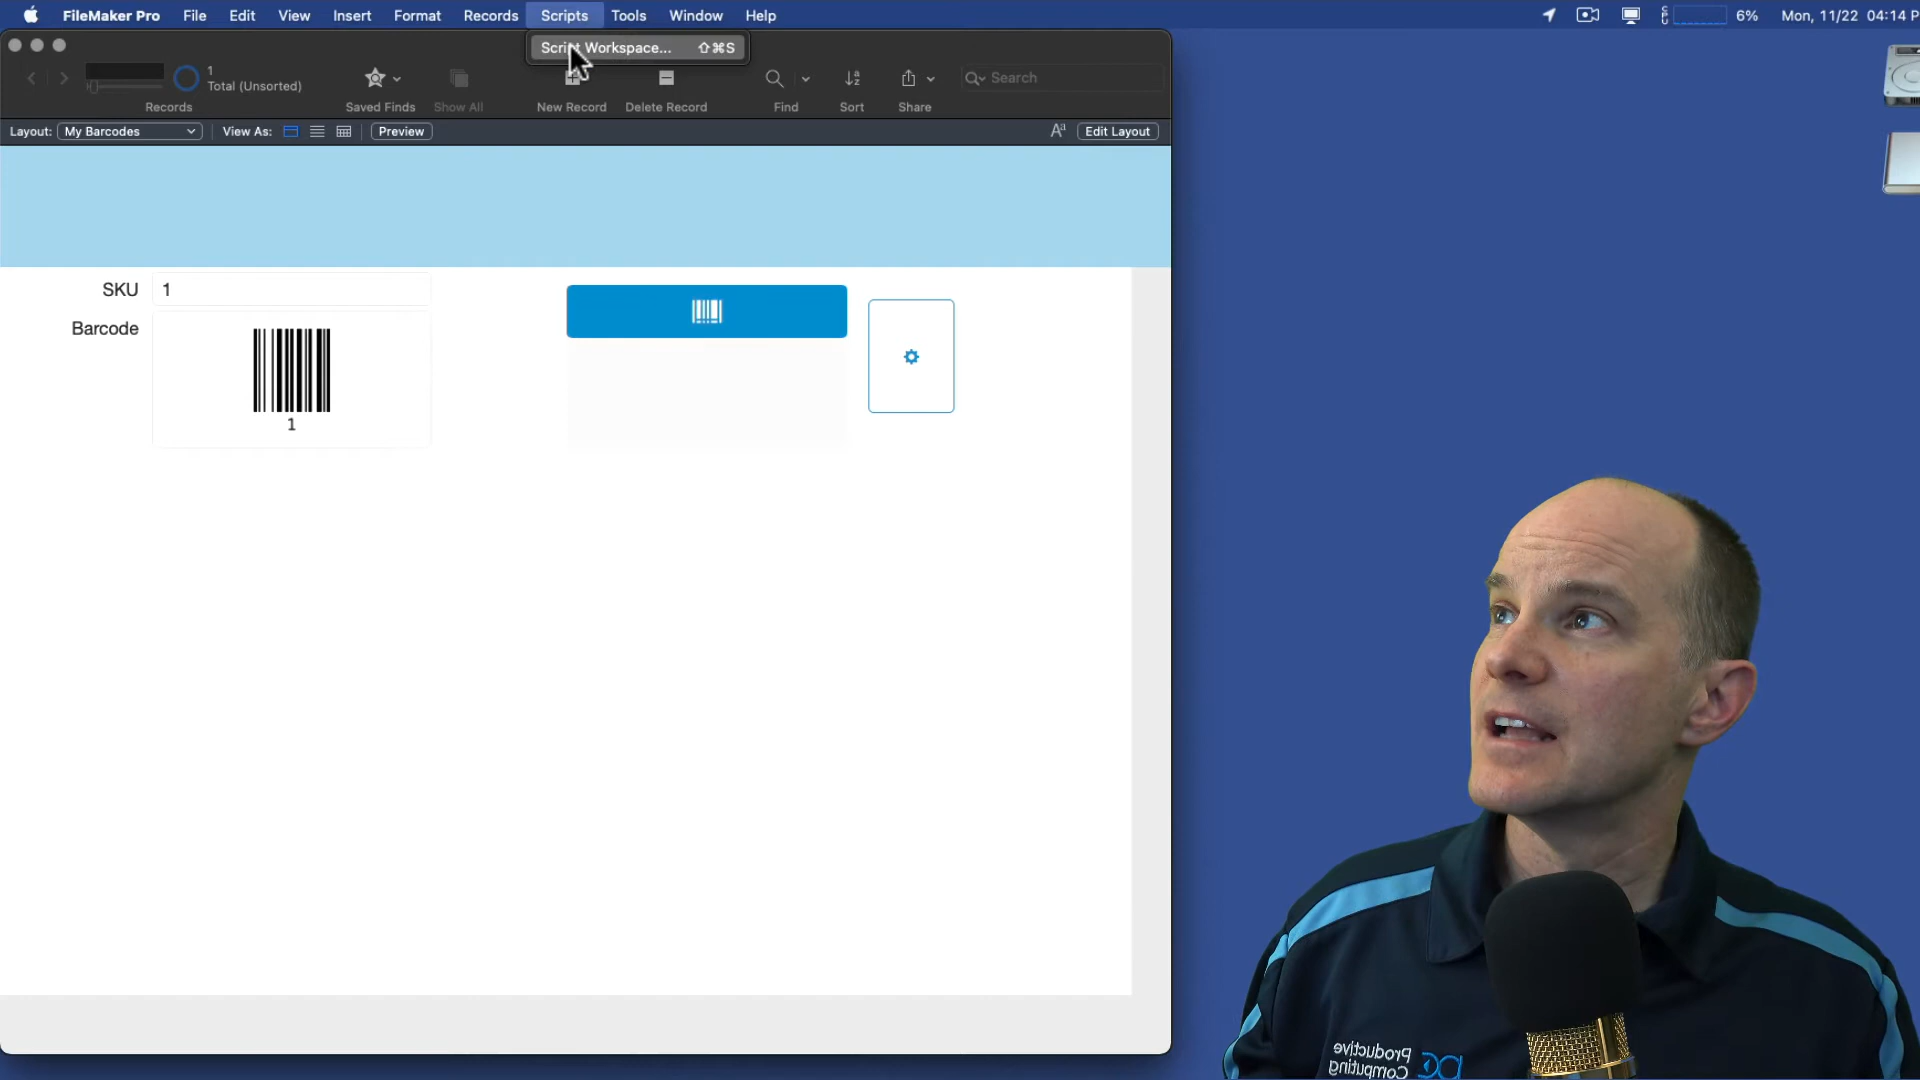 FileMaker Pro File Edit View Insert Format Records Scripts Tools Window Help 6% Mon, 11/22 04:14 P
Script Workspace... ⇧⌘S
1
Total (Unsorted)
Search
Records Saved Finds Show All New Record Delete Record Find Sort Share
Layout: My Barcodes View As: Preview Aª Edit Layout
SKU 1
Barcode
1
Productive
Computing